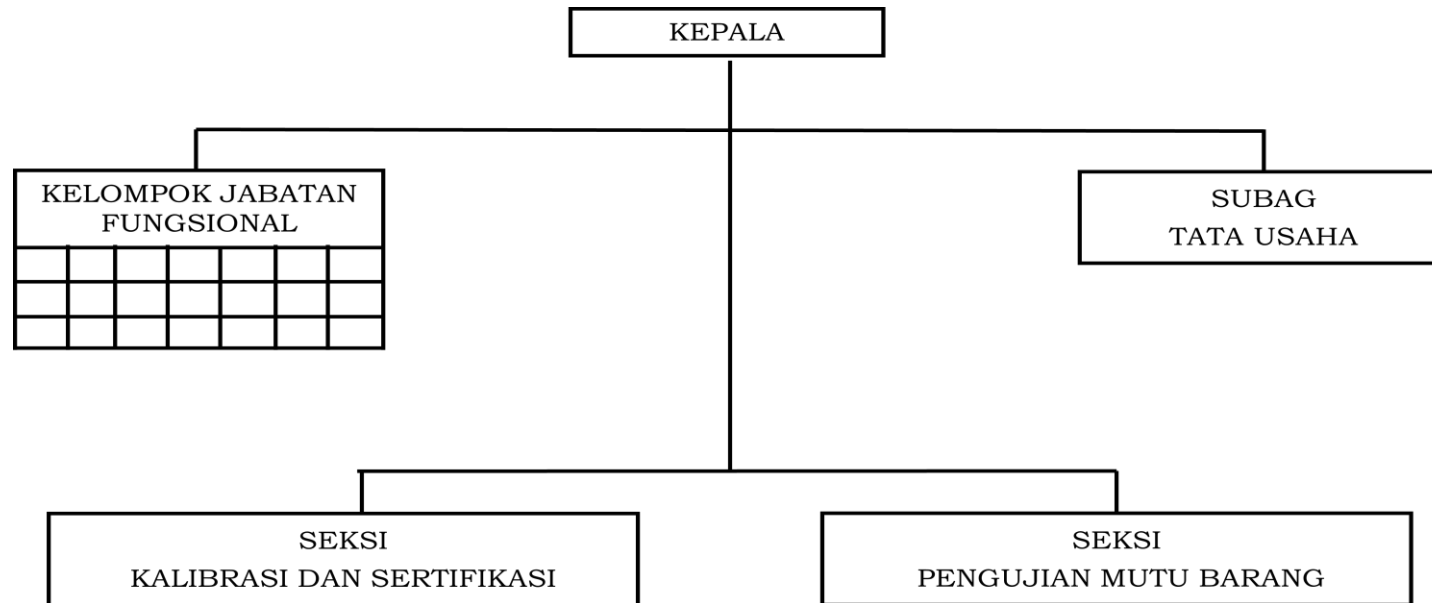 KEPALA
KELOMPOK JABATAN
FUNGSIONAL
SUBAG
TATA USAHA
SEKSI
KALIBRASI DAN SERTIFIKASI
SEKSI
PENGUJIAN MUTU BARANG